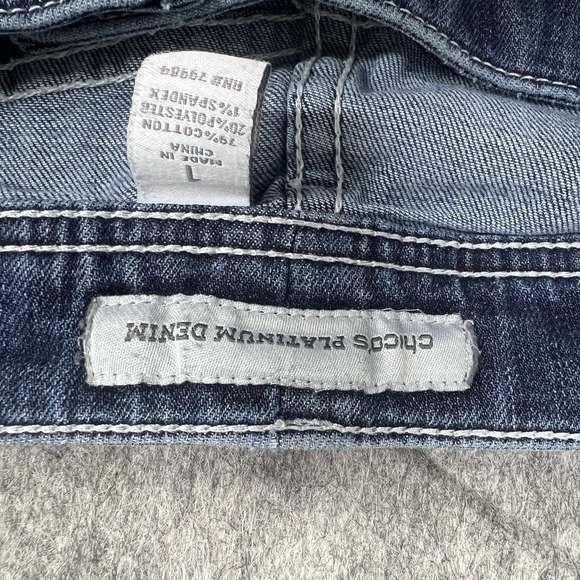 chico's PLATINUM DENIM
1
MADE IN
CHINA
79%COTTON
20%POLYESTER
1%SPANDEX
RN# 79984